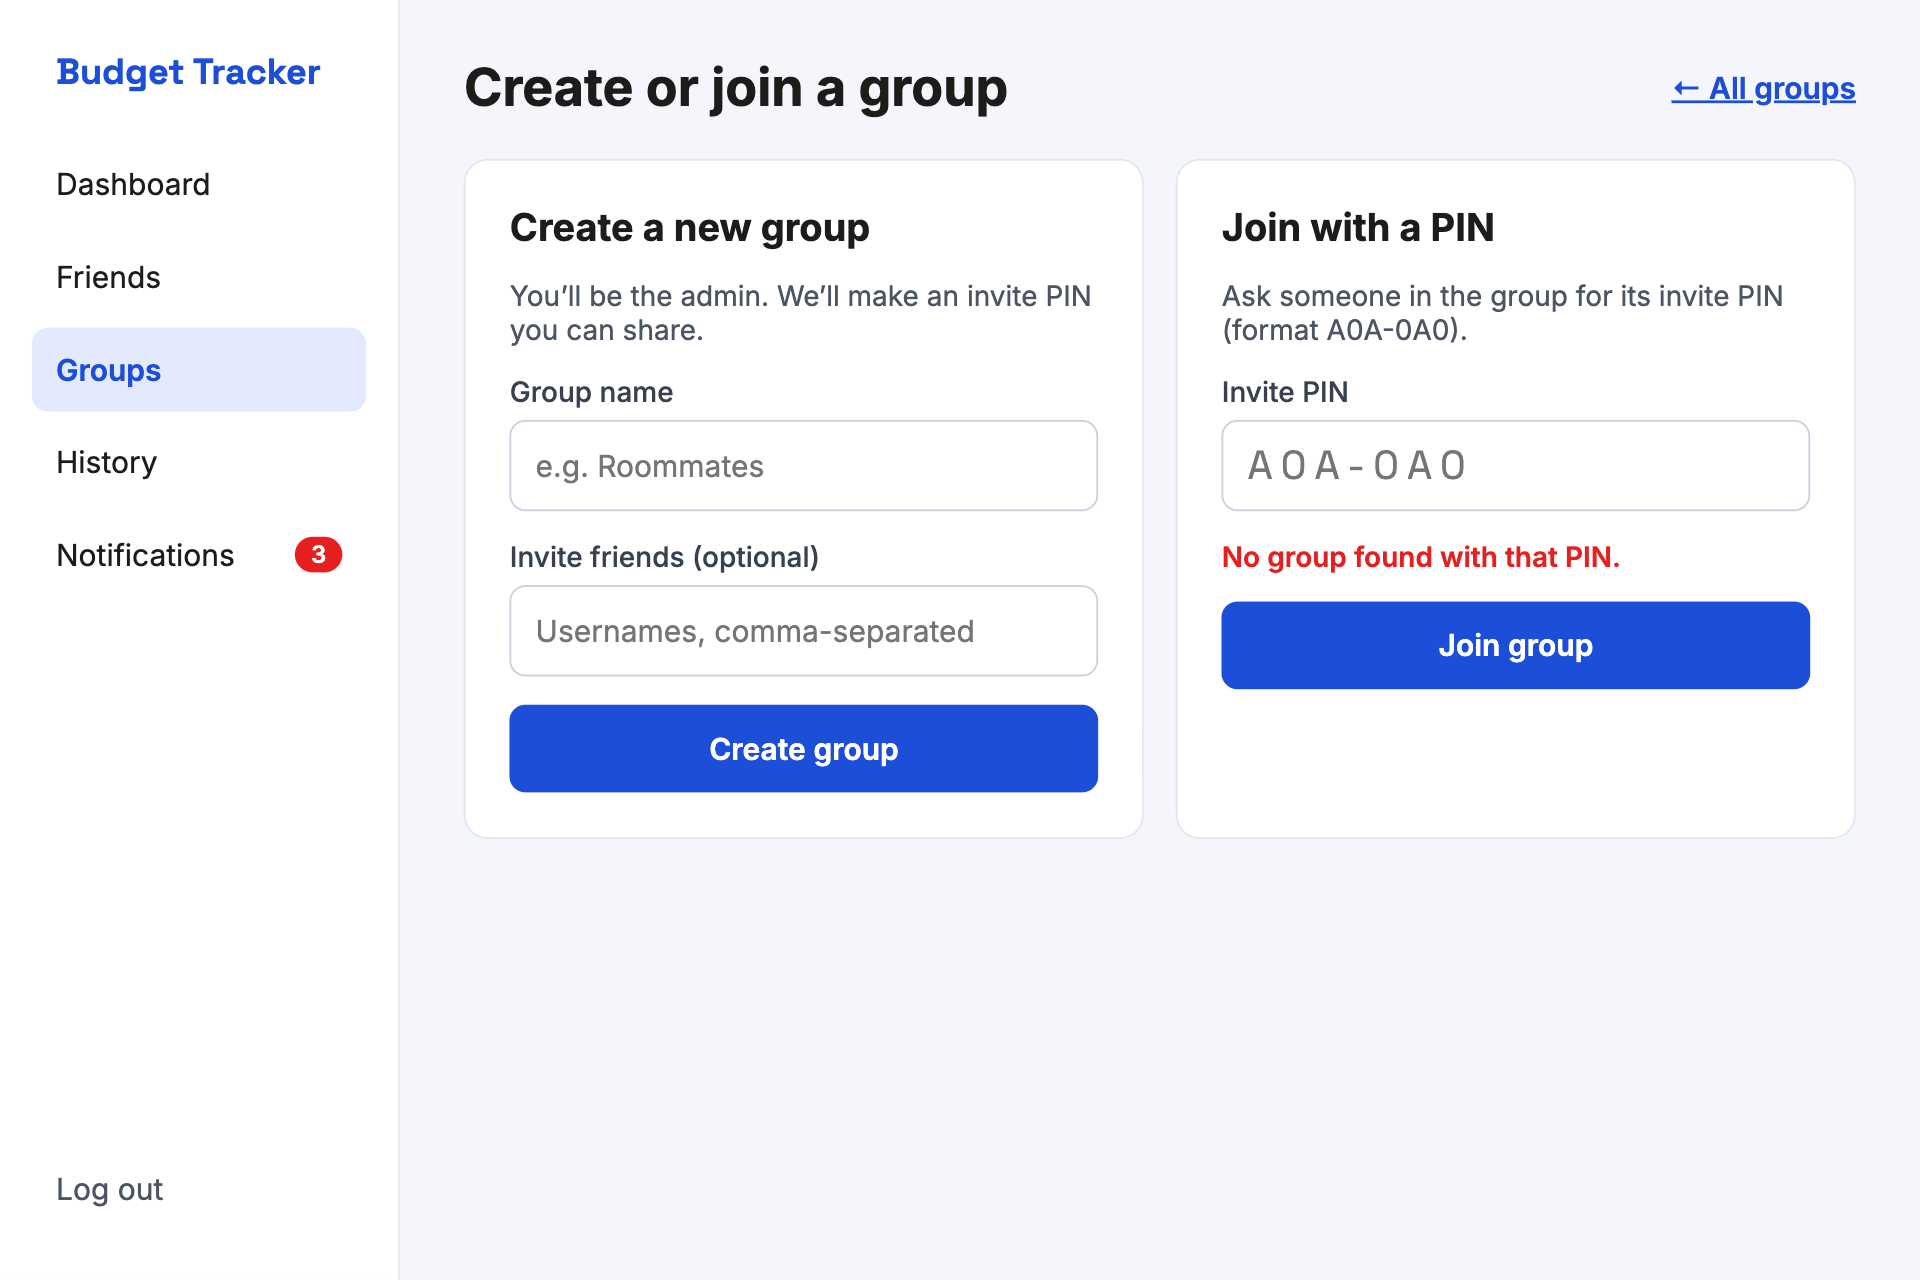 Budget Tracker
Dashboard
Friends
Groups
History
Notifications 3
Log out
Create or join a group
← All groups
Create a new group
You’ll be the admin. We’ll make an invite PIN
you can share.
Group name
e.g. Roommates
Invite friends (optional)
Usernames, comma-separated
Create group
Join with a PIN
Ask someone in the group for its invite PIN
(format A0A-0A0).
Invite PIN
A0A-0A0
No group found with that PIN.
Join group